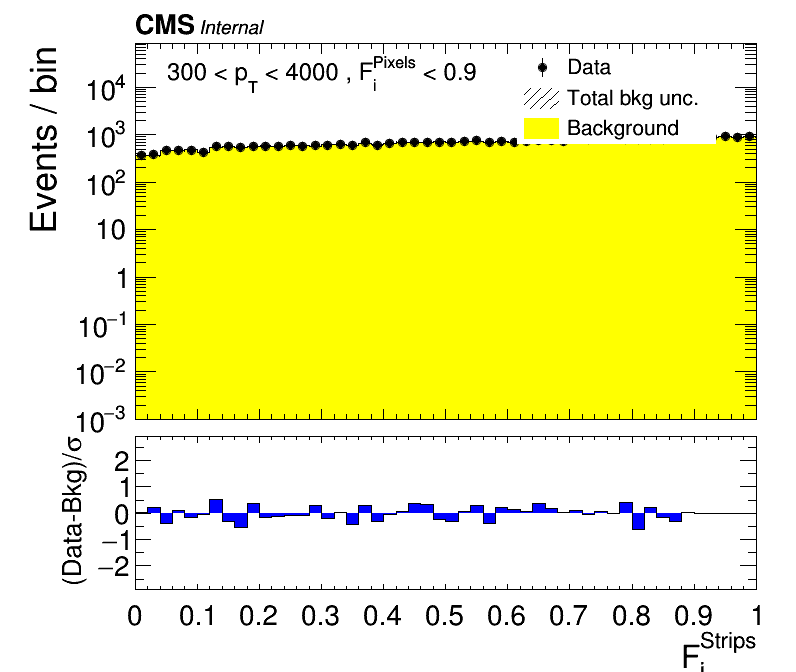 CMS Internal
300 < p_T < 4000 , F_i^Pixels < 0.9
Data
Total bkg unc.
Background
Events / bin
10^4
10^3
10^2
10
1
10^−1
10^−2
10^−3
(Data-Bkg)/σ
2
1
0
−1
−2
0 0.1 0.2 0.3 0.4 0.5 0.6 0.7 0.8 0.9 1
F_i^Strips